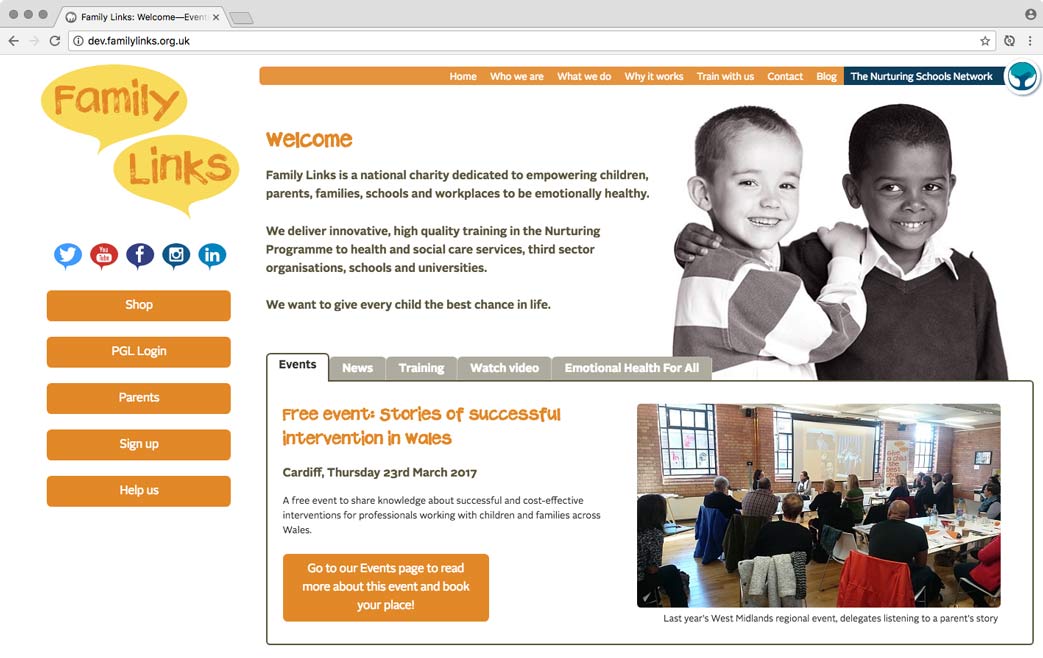 Family Links: Welcome—Event
dev.familylinks.org.uk
Family
Links
Home Who we are What we do Why it works Train with us Contact Blog The Nurturing Schools Network
Welcome
Family Links is a national charity dedicated to empowering children,
parents, families, schools and workplaces to be emotionally healthy.
We deliver innovative, high quality training in the Nurturing
Programme to health and social care services, third sector
organisations, schools and universities.
We want to give every child the best chance in life.
You
Tube
in
Shop
PGL Login
Parents
Sign up
Help us
Events News Training Watch video Emotional Health For All
Free event: Stories of successful
intervention in Wales
Cardiff, Thursday 23rd March 2017
A free event to share knowledge about successful and cost-effective
interventions for professionals working with children and families across
Wales.
Go to our Events page to read
more about this event and book
your place!
Give
a child
the best
Last year's West Midlands regional event, delegates listening to a parent's story